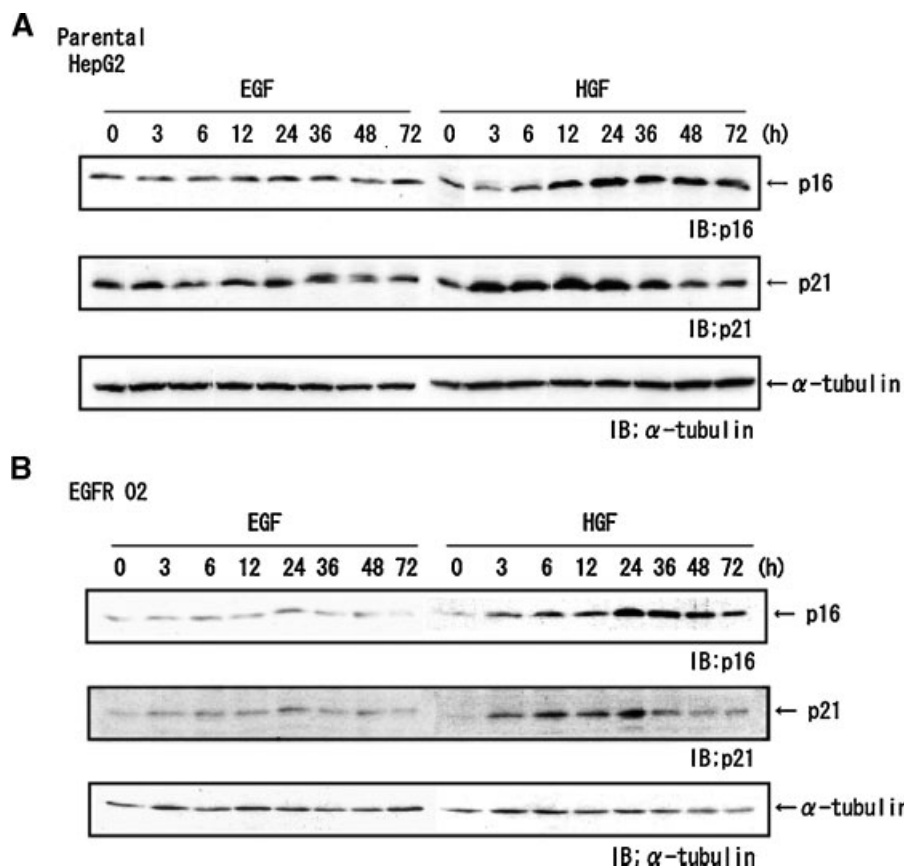 A
Parental
HepG2
EGF HGF
0 3 6 12 24 36 48 72 0 3 6 12 24 36 48 72 (h)
← p16
IB;p16
← p21
IB;p21
← α-tubulin
IB; α-tubulin
B
EGFR 02
EGF HGF
0 3 6 12 24 36 48 72 0 3 6 12 24 36 48 72 (h)
← p16
IB;p16
← p21
IB;p21
← α-tubulin
IB; α-tubulin